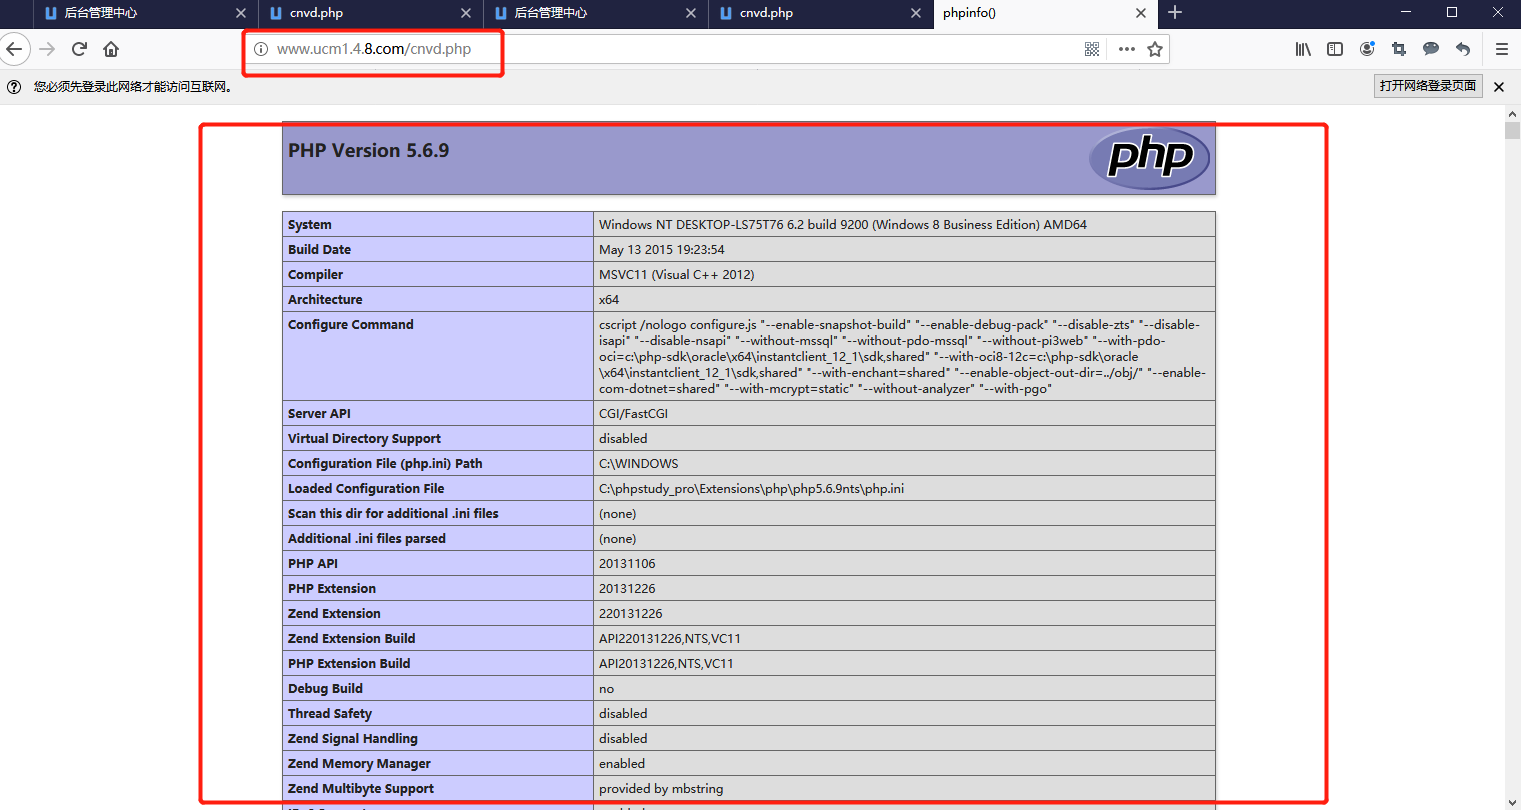 后台管理中心
cnvd.php
后台管理中心
cnvd.php
phpinfo()
www.ucm1.4.8.com/cnvd.php
您必须先登录此网络才能访问互联网。
打开网络登录页面
PHP Version 5.6.9
php
System Windows NT DESKTOP-LS75T76 6.2 build 9200 (Windows 8 Business Edition) AMD64
Build Date May 13 2015 19:23:54
Compiler MSVC11 (Visual C++ 2012)
Architecture x64
Configure Command cscript /nologo configure.js "--enable-snapshot-build" "--enable-debug-pack" "--disable-zts" "--disable-
isapi" "--disable-nsapi" "--without-mssql" "--without-pdo-mssql" "--without-pi3web" "--with-pdo-
oci=c:\php-sdk\oracle\x64\instantclient_12_1\sdk,shared" "--with-oci8-12c=c:\php-sdk\oracle
\x64\instantclient_12_1\sdk,shared" "--with-enchant=shared" "--enable-object-out-dir=../obj/" "--enable-
com-dotnet=shared" "--with-mcrypt=static" "--without-analyzer" "--with-pgo"
Server API CGI/FastCGI
Virtual Directory Support disabled
Configuration File (php.ini) Path C:\WINDOWS
Loaded Configuration File C:\phpstudy_pro\Extensions\php\php5.6.9nts\php.ini
Scan this dir for additional .ini files (none)
Additional .ini files parsed (none)
PHP API 20131106
PHP Extension 20131226
Zend Extension 220131226
Zend Extension Build API220131226,NTS,VC11
PHP Extension Build API20131226,NTS,VC11
Debug Build no
Thread Safety disabled
Zend Signal Handling disabled
Zend Memory Manager enabled
Zend Multibyte Support provided by mbstring